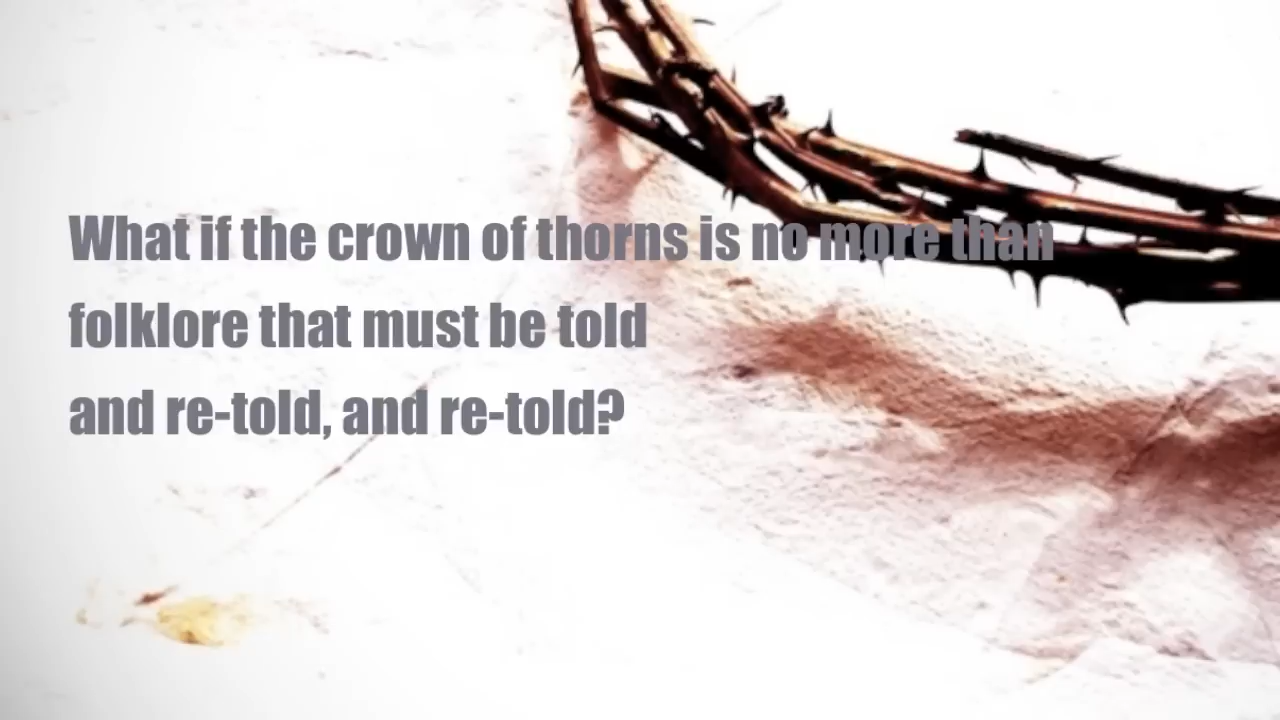 What if the crown of thorns is no more than
folklore that must be told
and re-told, and re-told?